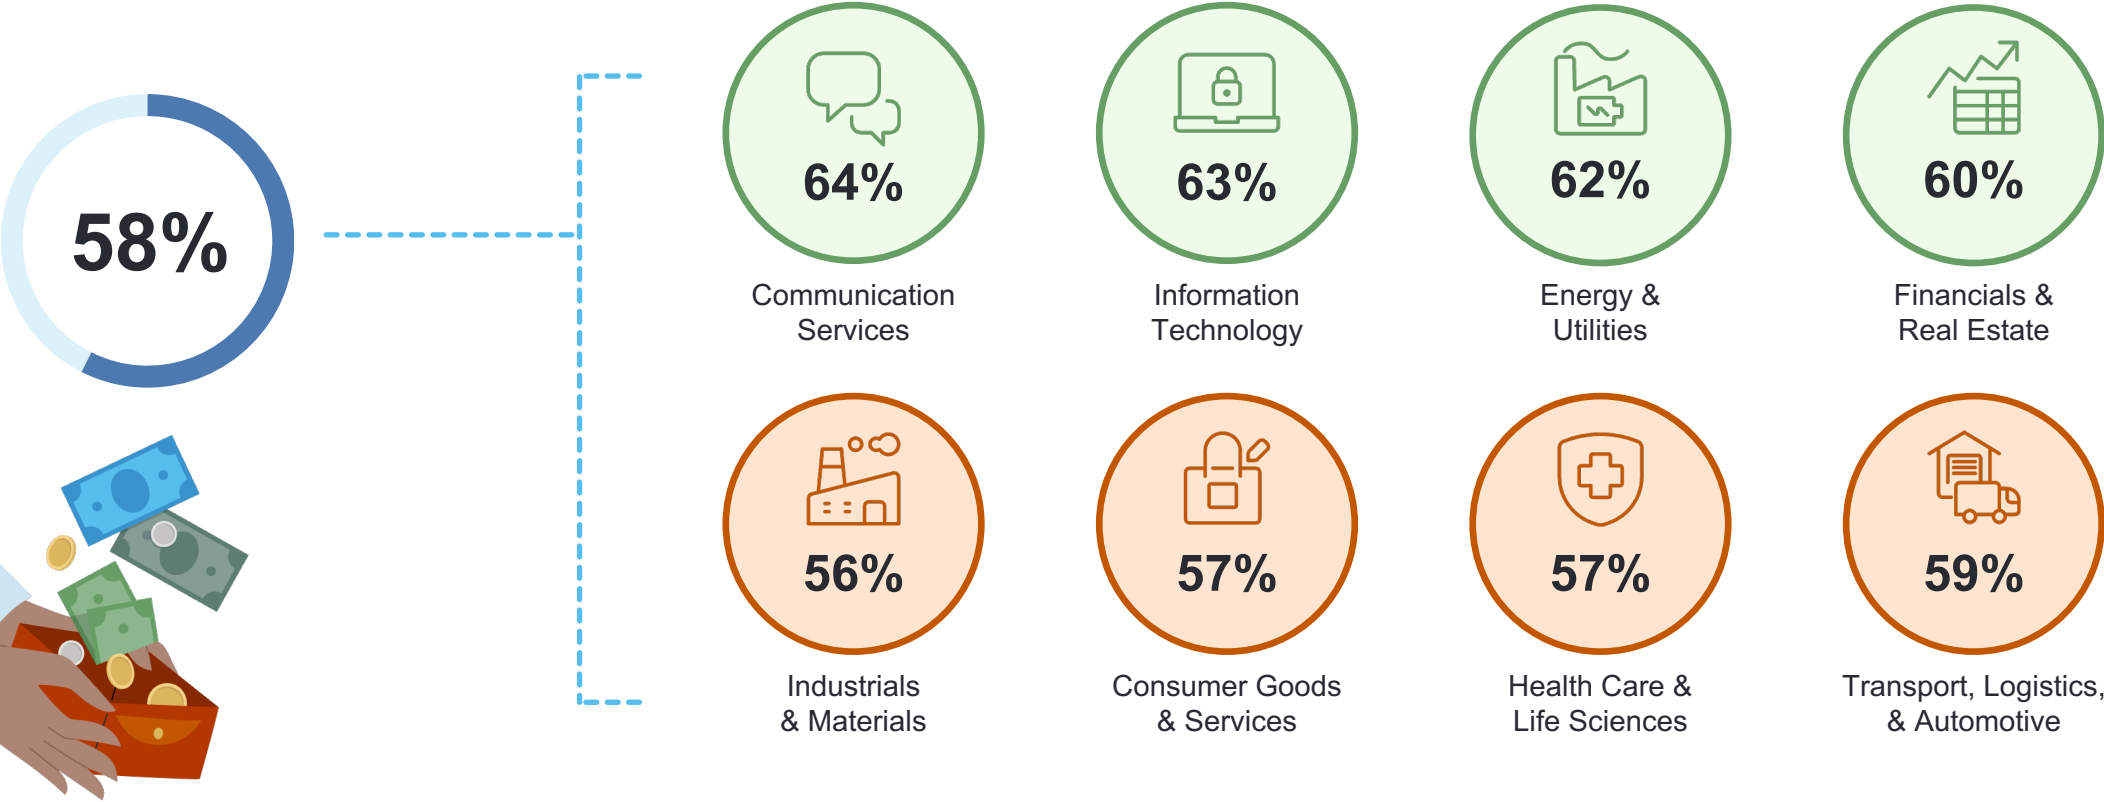 58%
64%
Communication
Services
63%
Information
Technology
62%
Energy &
Utilities
60%
Financials &
Real Estate
56%
Industrials
& Materials
57%
Consumer Goods
& Services
57%
Health Care &
Life Sciences
59%
Transport, Logistics,
& Automotive